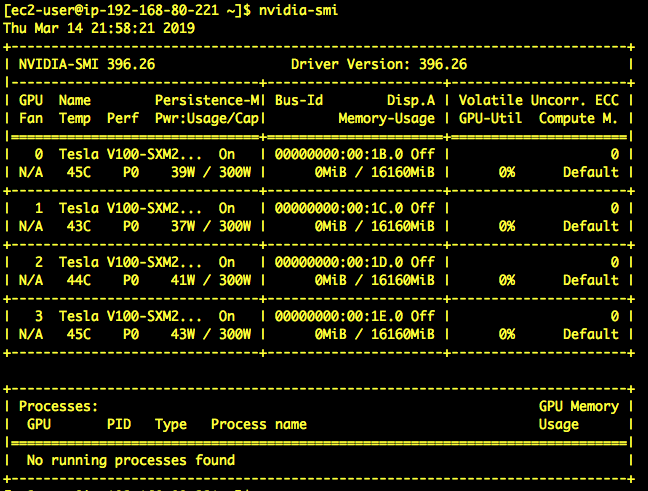 [ec2-user@ip-192-168-80-221 ~]$ nvidia-smi
Thu Mar 14 21:58:21 2019
+-----------------------------------------------------------------------------+
| NVIDIA-SMI 396.26                 Driver Version: 396.26                    |
|-------------------------------+----------------------+----------------------+
| GPU  Name        Persistence-M| Bus-Id        Disp.A | Volatile Uncorr. ECC |
| Fan  Temp  Perf  Pwr:Usage/Cap|         Memory-Usage | GPU-Util  Compute M. |
|===============================+======================+======================|
|   0  Tesla V100-SXM2...  On   | 00000000:00:1B.0 Off |                    0 |
| N/A   45C    P0    39W / 300W |      0MiB / 16160MiB |      0%      Default |
+-------------------------------+----------------------+----------------------+
|   1  Tesla V100-SXM2...  On   | 00000000:00:1C.0 Off |                    0 |
| N/A   43C    P0    37W / 300W |      0MiB / 16160MiB |      0%      Default |
+-------------------------------+----------------------+----------------------+
|   2  Tesla V100-SXM2...  On   | 00000000:00:1D.0 Off |                    0 |
| N/A   44C    P0    41W / 300W |      0MiB / 16160MiB |      0%      Default |
+-------------------------------+----------------------+----------------------+
|   3  Tesla V100-SXM2...  On   | 00000000:00:1E.0 Off |                    0 |
| N/A   45C    P0    43W / 300W |      0MiB / 16160MiB |      0%      Default |
+-------------------------------+----------------------+----------------------+

+-----------------------------------------------------------------------------+
| Processes:                                                       GPU Memory |
|  GPU       PID   Type   Process name                             Usage      |
|=============================================================================|
|  No running processes found                                                 |
+-----------------------------------------------------------------------------+